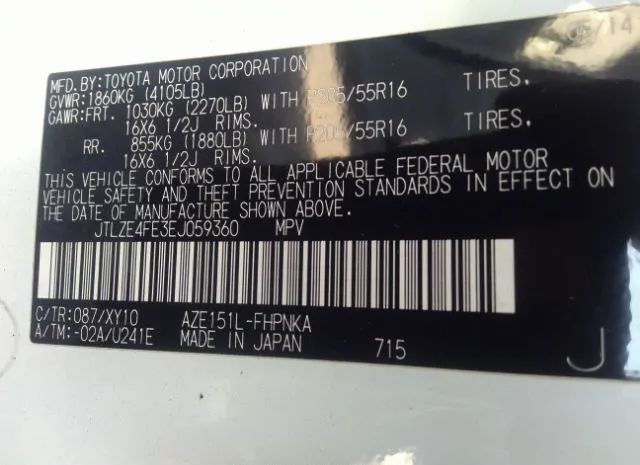 /14
MFD.BY:TOYOTA MOTOR CORPORATION
GVWR:1860KG (4105LB)
GAWR:FRT. 1030KG (2270LB) WITH P205/55R16 TIRES.
16X6 1/2J RIMS.
RR. 855KG (1880LB) WITH P205/55R16 TIRES.
16X6 1/2J RIMS.
THIS VEHICLE CONFORMS TO ALL APPLICABLE FEDERAL MOTOR
VEHICLE SAFETY AND THEFT PREVENTION STANDARDS IN EFFECT ON
THE DATE OF MANUFACTURE SHOWN ABOVE.
JTLZE4FE3EJ059360 MPV
C/TR:087/XY10 AZE151L-FHPNKA
A/TM:-02A/U241E MADE IN JAPAN 715
J